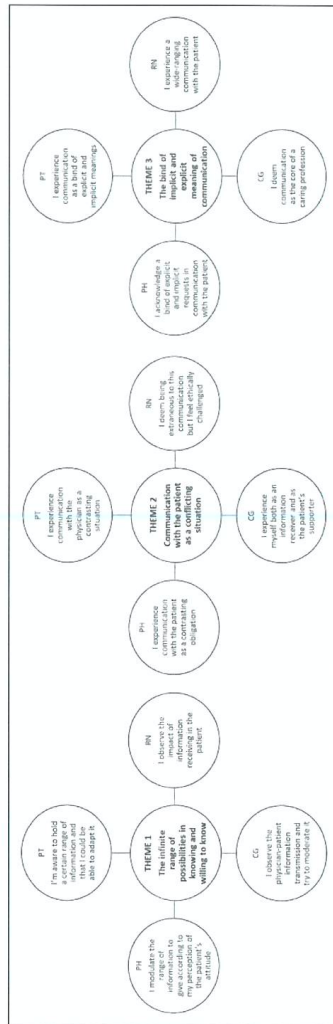 PT
I'm aware to hold
a certain range of
information and
that I could be
able to adapt it
PH
I modulate the
range of
information to
give according to
my perception of
the patient's
attitude
THEME 1
The infinite
range of
possibilities in
knowing and
willing to know
RN
I observe the
impact of
information
receiving in the
patient
CG
I observe the
physician-patient
information
transmission and
try to moderate it
PT
I experience
communication
with the
physician as a
contrasting
situation
PH
I experience
communication
with the patient
as a contrasting
obligation
THEME 2
Communication
with the patient
as a conflicting
situation
RN
I deem being
extraneous to this
communication
but I feel ethically
challenged
CG
I experience
myself both as an
information
receiver and as
the patient's
supporter
PT
I experience
communication
as a bind of
explicit and
implicit meanings
PH
I acknowledge a
bind of explicit
and implicit
requests in
communication
with the patient
THEME 3
The bind of
implicit and
explicit
meaning of
communication
RN
I experience a
wide-ranging
communication
with the patient
CG
I deem
communication
as the core of a
caring profession